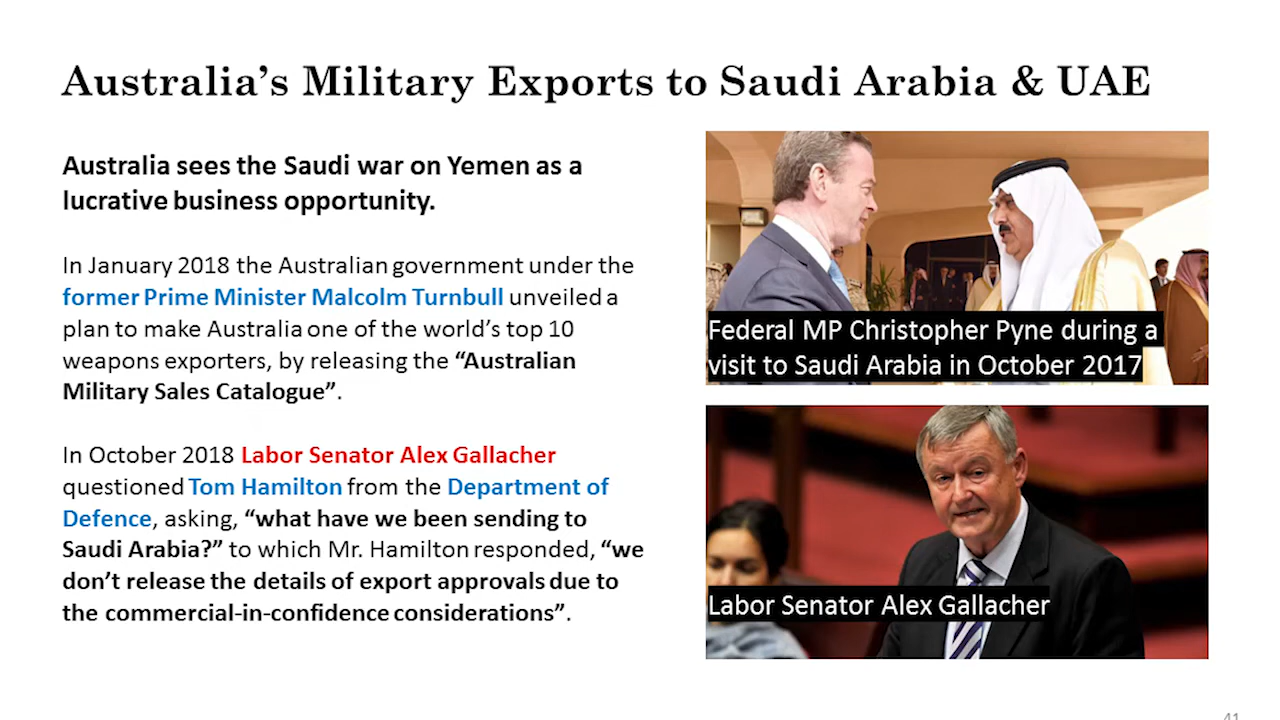 Australia’s Military Exports to Saudi Arabia & UAE
Australia sees the Saudi war on Yemen as a
lucrative business opportunity.
In January 2018 the Australian government under the
former Prime Minister Malcolm Turnbull unveiled a
plan to make Australia one of the world’s top 10
weapons exporters, by releasing the “Australian
Military Sales Catalogue”.
In October 2018 Labor Senator Alex Gallacher
questioned Tom Hamilton from the Department of
Defence, asking, “what have we been sending to
Saudi Arabia?” to which Mr. Hamilton responded, “we
don’t release the details of export approvals due to
the commercial-in-confidence considerations”.
Federal MP Christopher Pyne during a
visit to Saudi Arabia in October 2017
Labor Senator Alex Gallacher
41